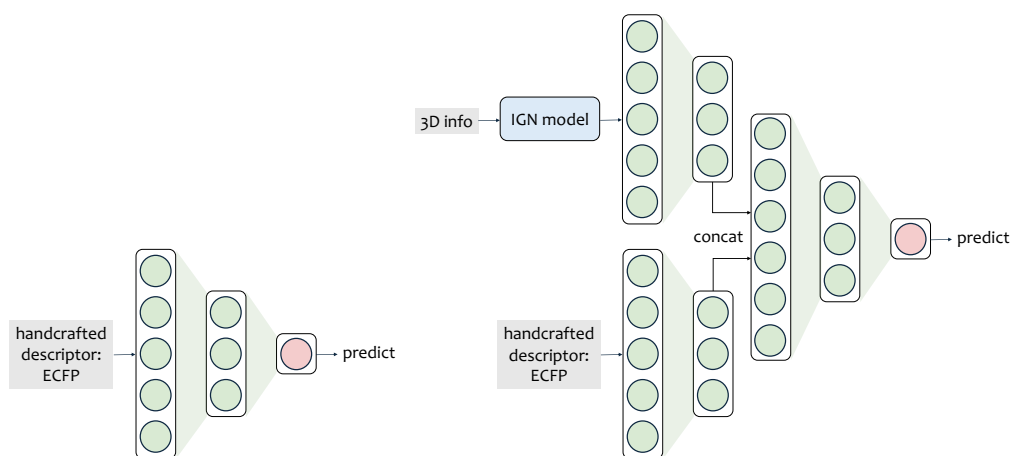 handcrafted
descriptor:
ECFP
predict
3D info
IGN model
concat
handcrafted
descriptor:
ECFP
predict